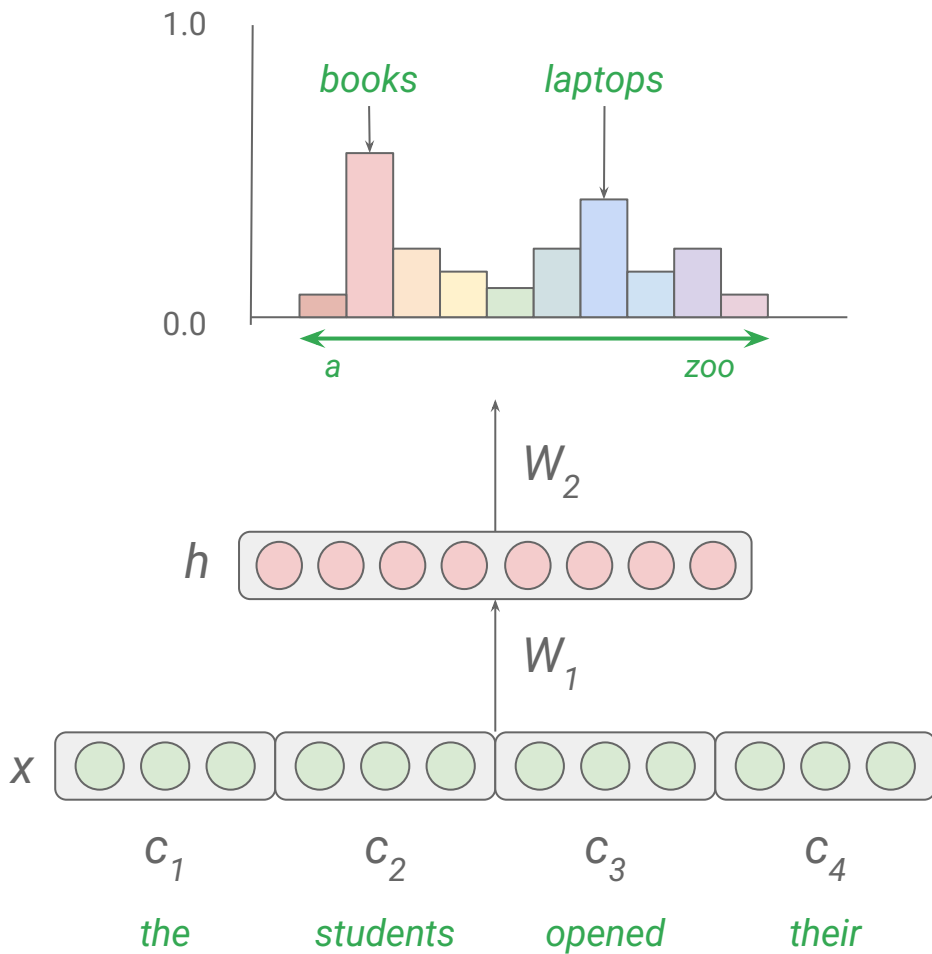 1.0
books laptops
0.0
a zoo
W₂
h
W₁
x
c₁ c₂ c₃ c₄
the students opened their